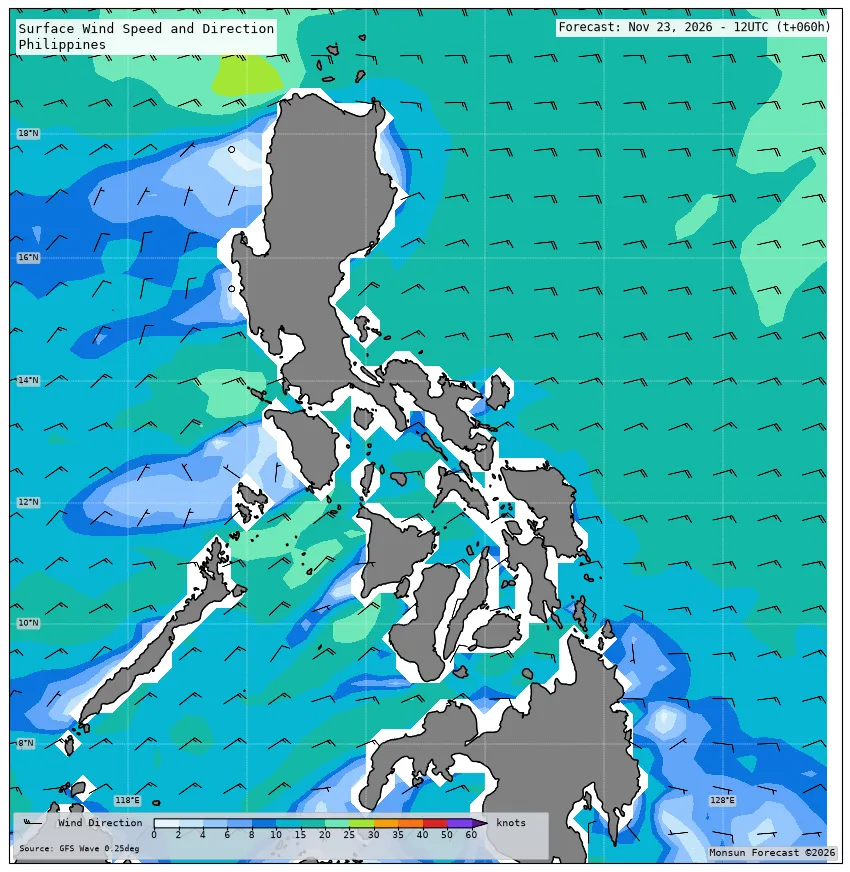 Surface Wind Speed and Direction
Philippines
Forecast: Nov 23, 2026 - 12UTC (t+060h)
18°N
16°N
14°N
12°N
10°N
8°N
118°E
128°E
Wind Direction
0 2 4 6 8 10 15 20 25 30 35 40 50 60
knots
Source: GFS Wave 0.25deg
Monsun Forecast ©2026